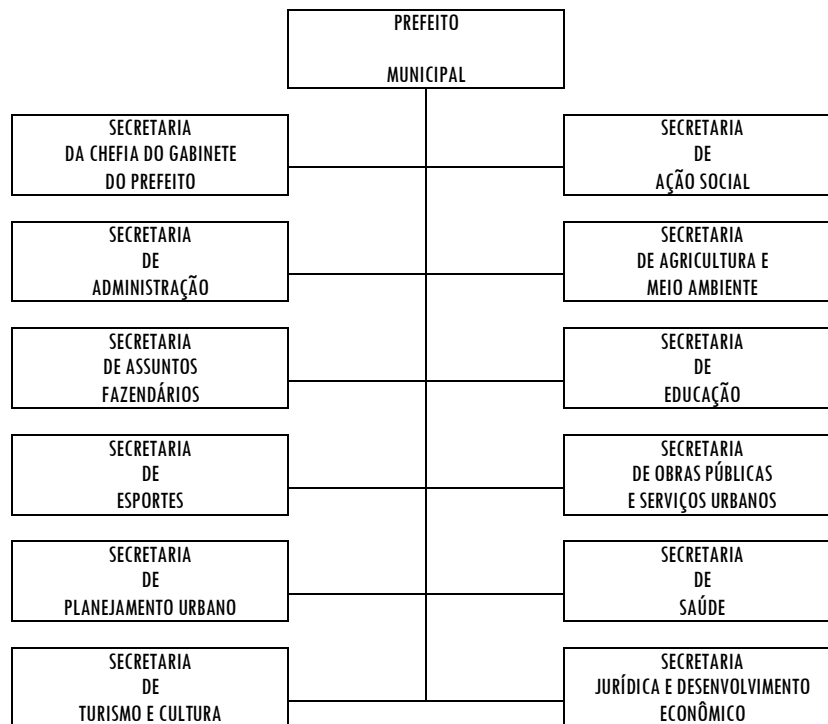 PREFEITO
MUNICIPAL
SECRETARIA
DA CHEFIA DO GABINETE
DO PREFEITO
SECRETARIA
DE
AÇÃO SOCIAL
SECRETARIA
DE
ADMINISTRAÇÃO
SECRETARIA
DE AGRICULTURA E
MEIO AMBIENTE
SECRETARIA
DE ASSUNTOS
FAZENDÁRIOS
SECRETARIA
DE
EDUCAÇÃO
SECRETARIA
DE
ESPORTES
SECRETARIA
DE OBRAS PÚBLICAS
E SERVIÇOS URBANOS
SECRETARIA
DE
PLANEJAMENTO URBANO
SECRETARIA
DE
SAÚDE
SECRETARIA
DE
TURISMO E CULTURA
SECRETARIA
JURÍDICA E DESENVOLVIMENTO
ECONÔMICO